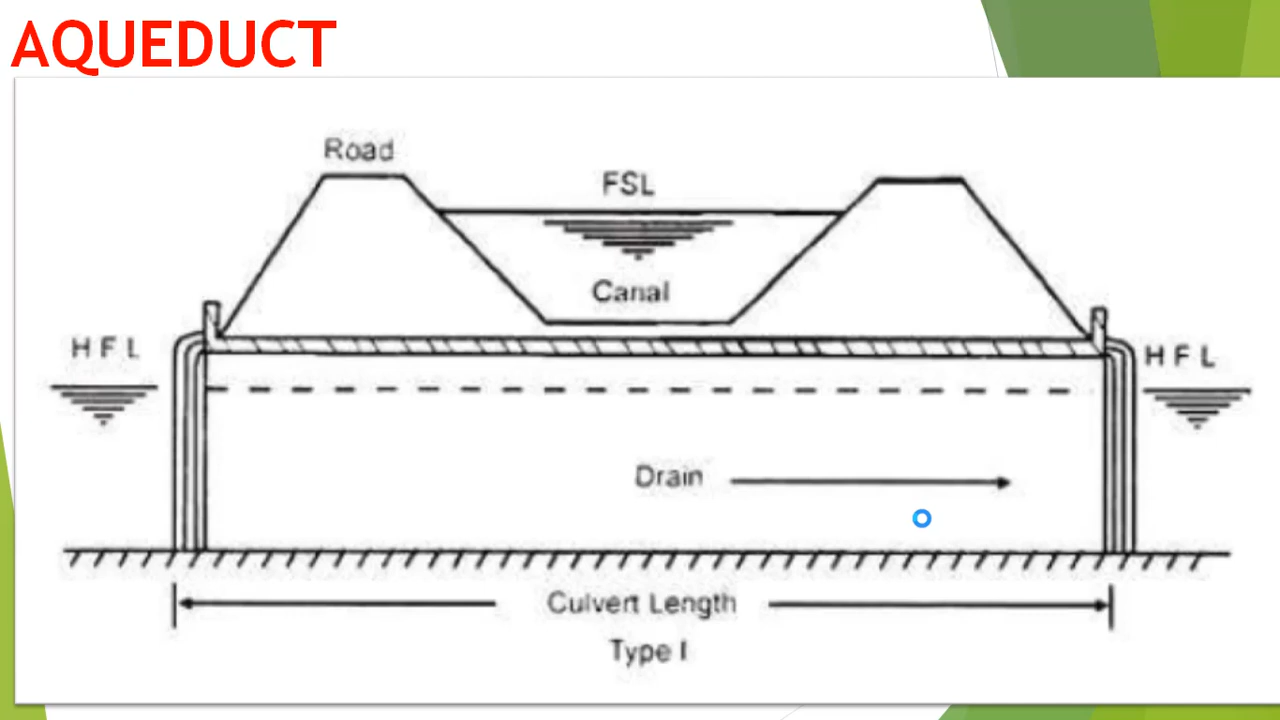 AQUEDUCT
Road
FSL
Canal
H F L
H F L
Drain
Culvert Length
Type I